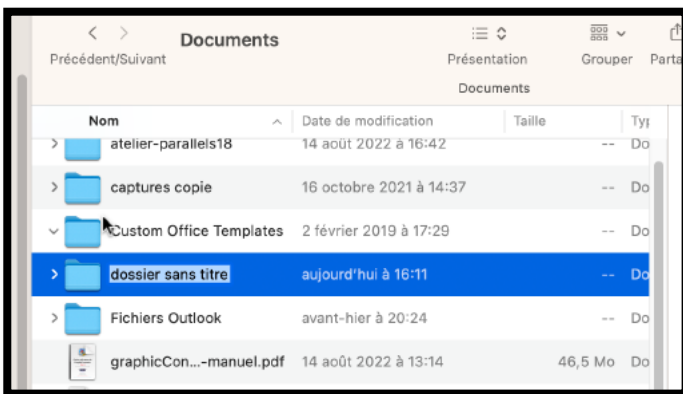 Documents
Précédent/Suivant Présentation Grouper
Documents
Nom Date de modification Taille
atelier-parallels18 14 août 2022 à 16:42 -- Do
captures copie 16 octobre 2021 à 14:37 -- Do
Custom Office Templates 2 février 2019 à 17:29 -- Do
dossier sans titre aujourd'hui à 16:11 -- Do
Fichiers Outlook avant-hier à 20:24 -- Do
graphicCon...-manuel.pdf 14 août 2022 à 13:14 46,5 Mo Do